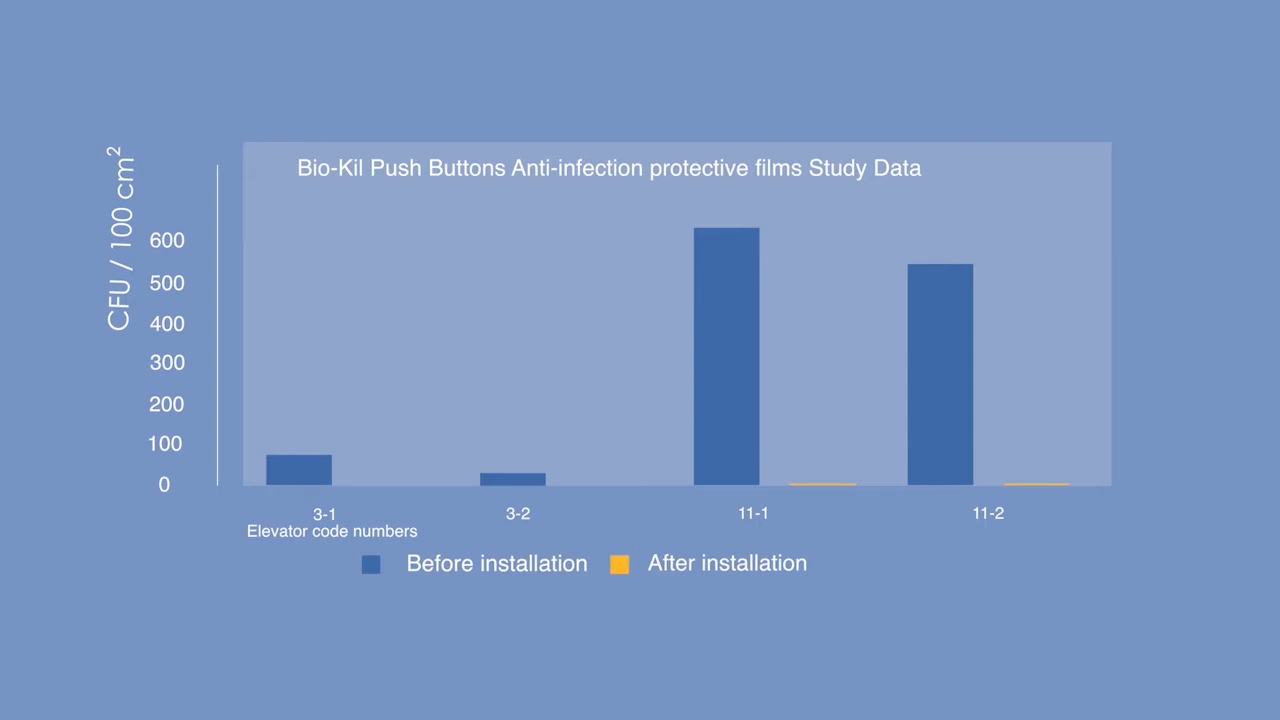 Bio-Kil Push Buttons Anti-infection protective films Study Data
CFU / 100 cm²
600
500
400
300
200
100
0
3-1
3-2
11-1
11-2
Elevator code numbers
Before installation
After installation